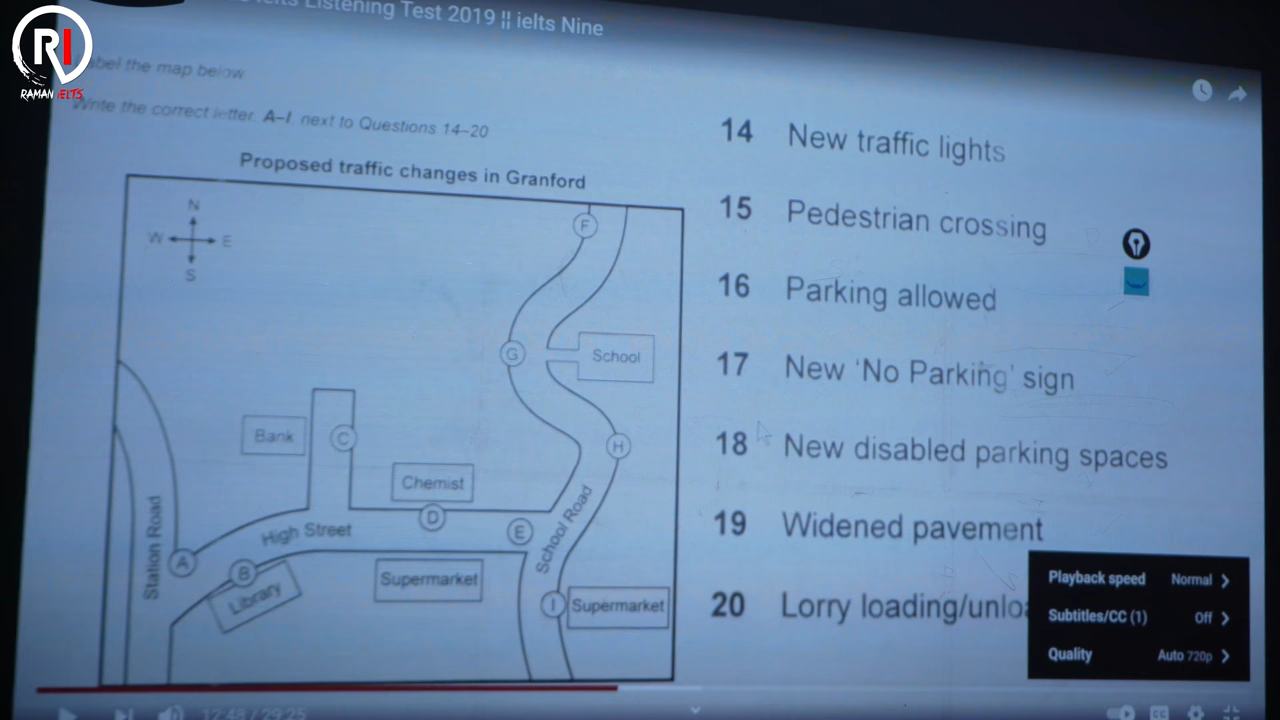 RI
RAMAN IELTS
Ielts Listening Test 2019 || ielts Nine
the map below
Write the correct letter. A–I. next to Questions 14–20
Proposed traffic changes in Granford
N
W E
S
F
G
School
Bank
C
H
Chemist
D
E
High Street
School Road
Station Road
A
B
Library
Supermarket
I
Supermarket
14 New traffic lights
15 Pedestrian crossing
16 Parking allowed
17 New 'No Parking' sign
18 New disabled parking spaces
19 Widened pavement
20 Lorry loading/unloa
Playback speed Normal
Subtitles/CC (1) Off
Quality Auto 720p
12:48 / 29:25
CC